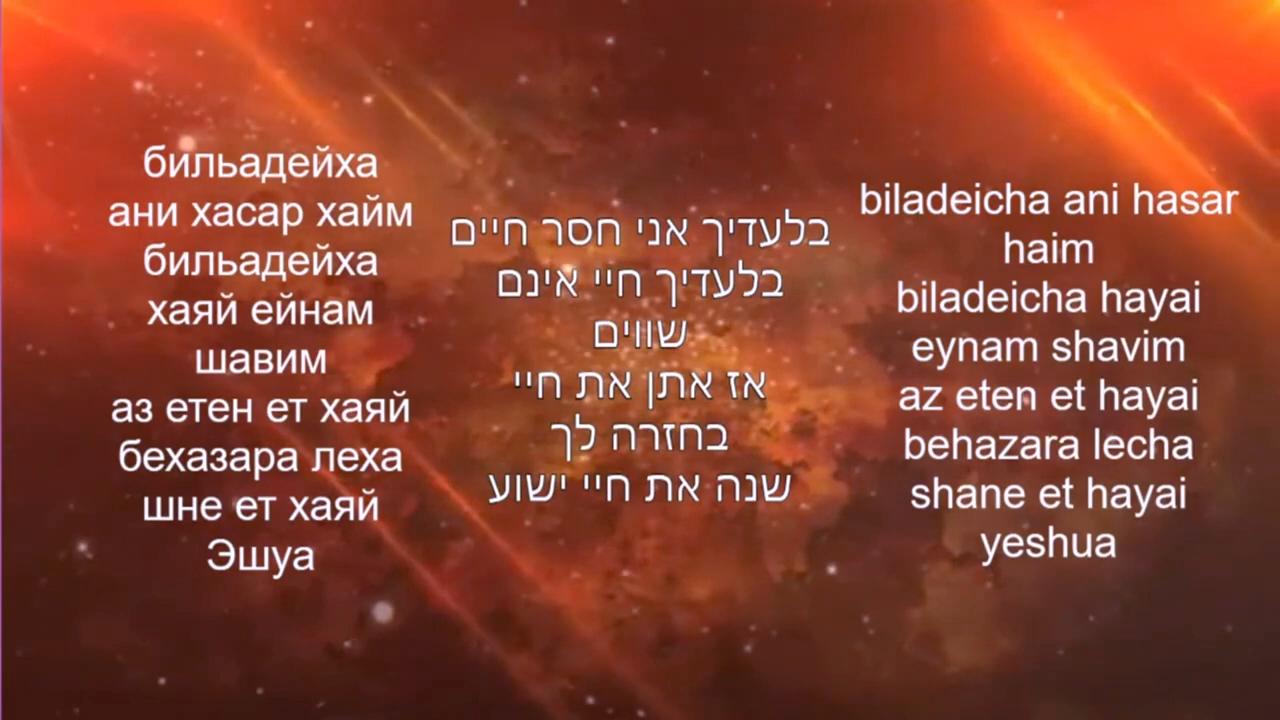 бильадейха
ани хасар хайм
бильадейха
хаяй ейнам
шавим
аз етен ет хаяй
бехазара леха
шне ет хаяй
Эшуа
בלעדיך אני חסר חיים
בלעדיך חיי אינם
שווים
אז אתן את חיי
בחזרה לך
שנה את חיי ישוע
biladeicha ani hasar
haim
biladeicha hayai
eynam shavim
az eten et hayai
behazara lecha
shane et hayai
yeshua